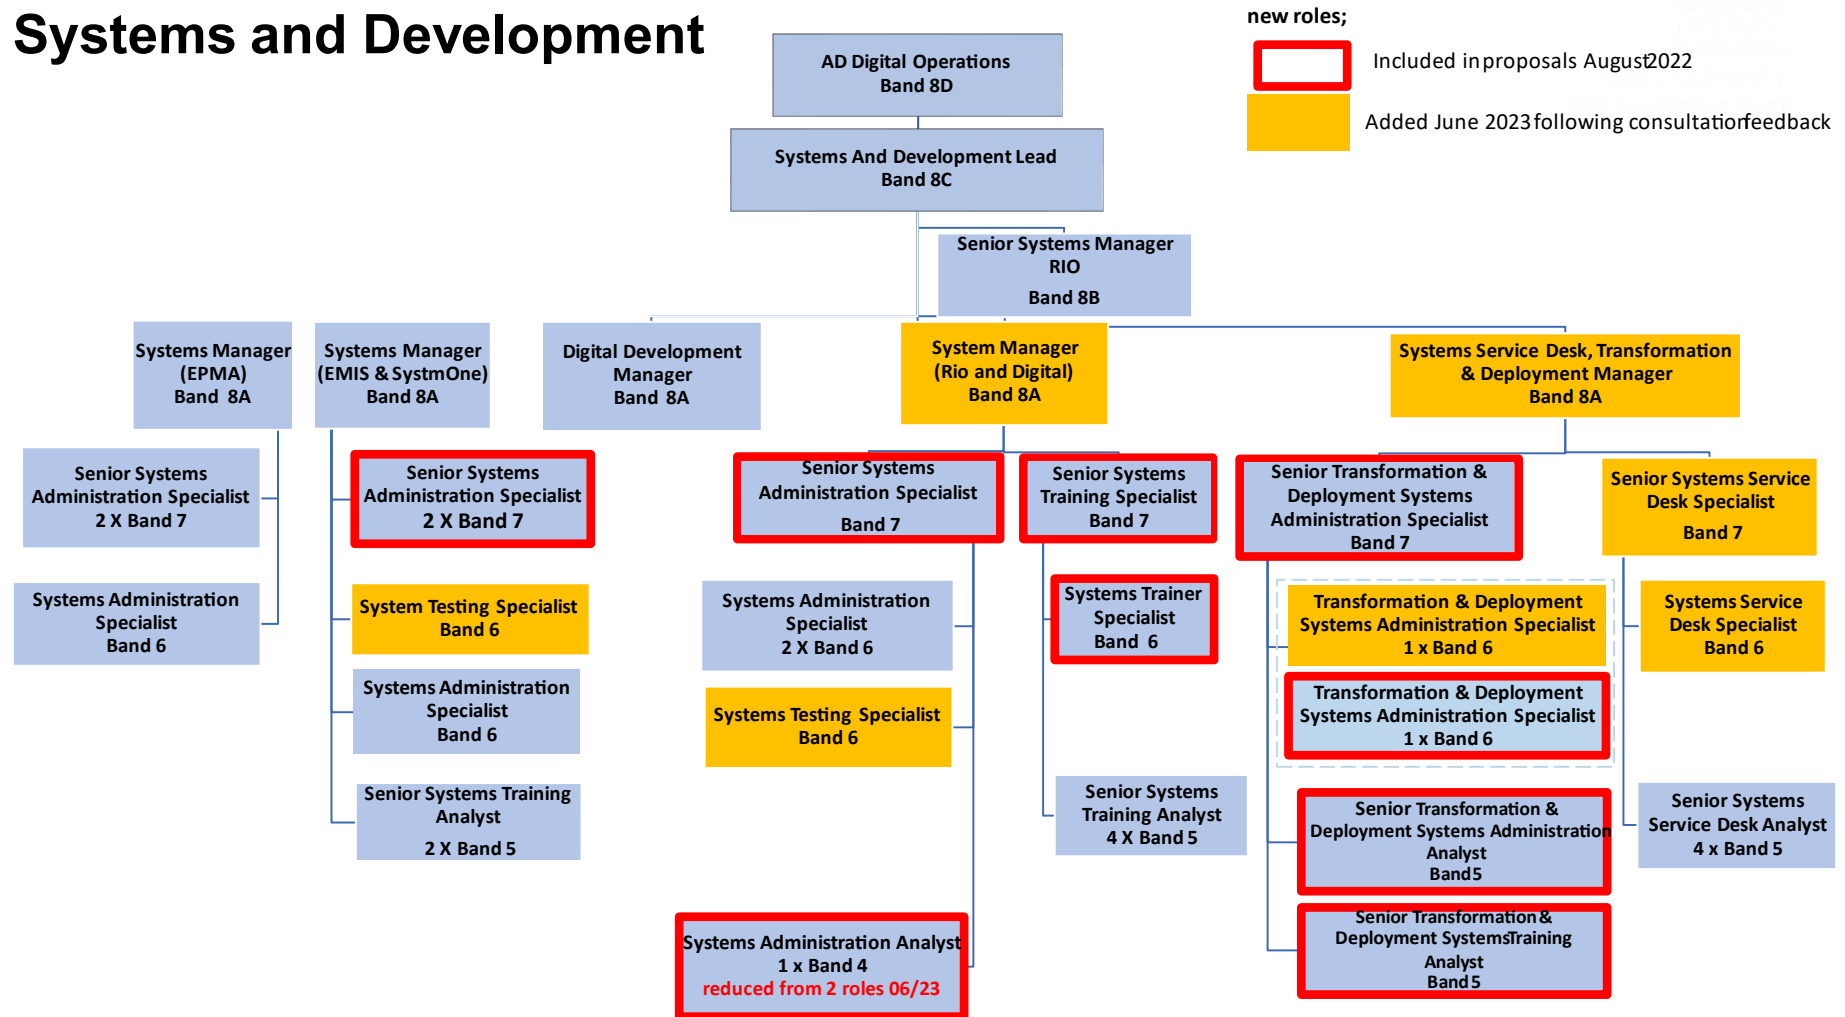 Systems and Development
new roles;
Included in proposals August 2022
Added June 2023 following consultation feedback
AD Digital Operations
Band 8D
Systems And Development Lead
Band 8C
Senior Systems Manager
RIO
Band 8B
Systems Manager
(EPMA)
Band 8A
Systems Manager
(EMIS & SystmOne)
Band 8A
Digital Development
Manager
Band 8A
System Manager
(Rio and Digital)
Band 8A
Systems Service Desk, Transformation
& Deployment Manager
Band 8A
Senior Systems
Administration Specialist
2 X Band 7
Systems Administration
Specialist
Band 6
Senior Systems
Administration Specialist
2 X Band 7
System Testing Specialist
Band 6
Systems Administration
Specialist
Band 6
Senior Systems Training
Analyst
2 X Band 5
Senior Systems
Administration Specialist
Band 7
Systems Administration
Specialist
2 X Band 6
Systems Testing Specialist
Band 6
Systems Administration Analyst
1 x Band 4
reduced from 2 roles 06/23
Senior Systems
Training Specialist
Band 7
Systems Trainer
Specialist
Band 6
Senior Systems
Training Analyst
4 X Band 5
Senior Transformation &
Deployment Systems
Administration Specialist
Band 7
Transformation & Deployment
Systems Administration Specialist
1 x Band 6
Transformation & Deployment
Systems Administration Specialist
1 x Band 6
Senior Transformation &
Deployment Systems Administration
Analyst
Band 5
Senior Transformation &
Deployment Systems Training
Analyst
Band 5
Senior Systems Service
Desk Specialist
Band 7
Systems Service
Desk Specialist
Band 6
Senior Systems
Service Desk Analyst
4 x Band 5